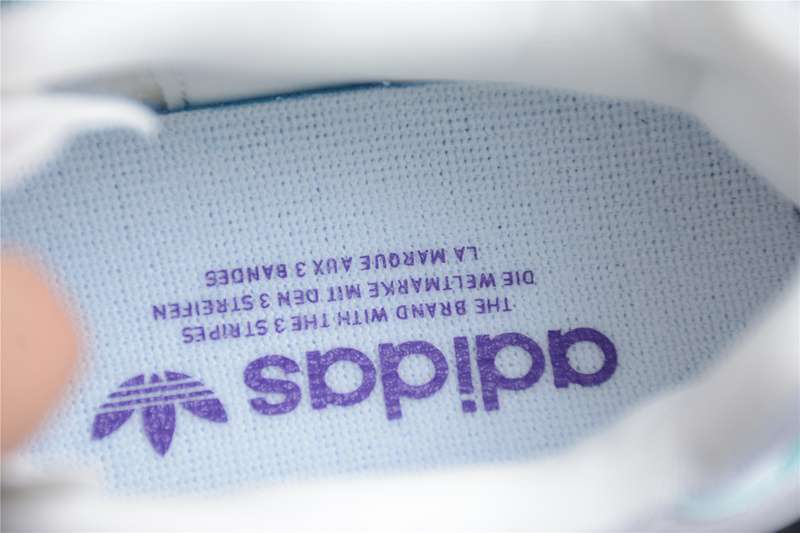 adidas
THE BRAND WITH THE 3 STRIPES
DIE WELTMARKE MIT DEN 3 STREIFEN
LA MARQUE AUX 3 BANDES